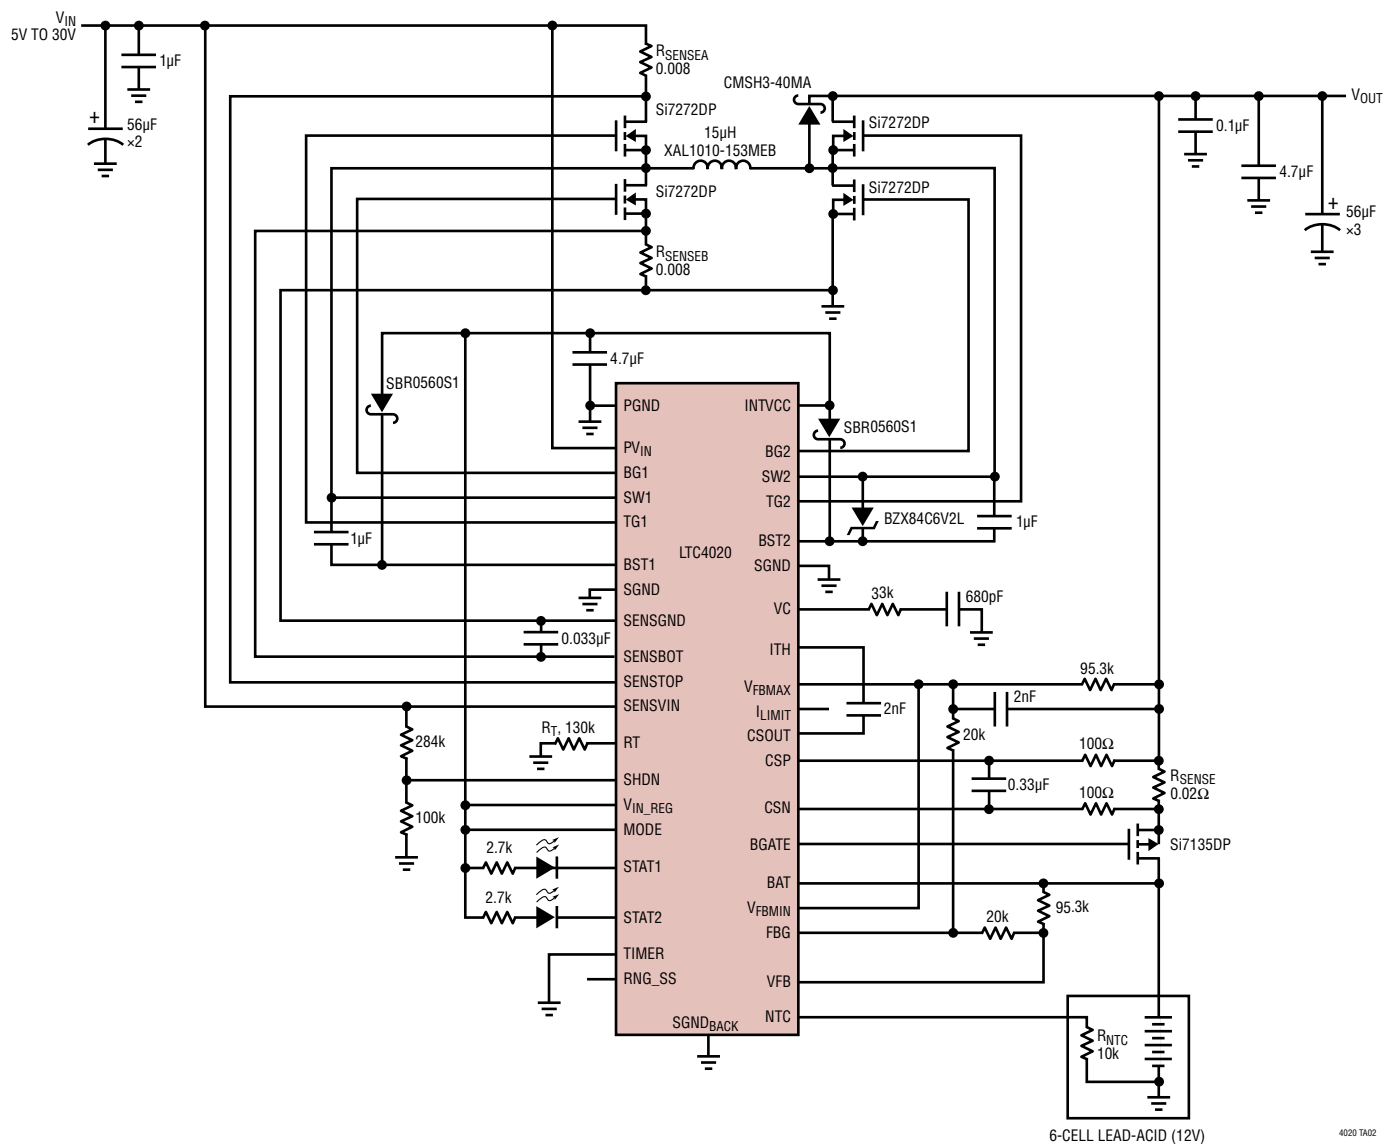 VIN
5V TO 30V
1µF
56µF
×2
RSENSEA
0.008
Si7272DP
15µH
XAL1010-153MEB
CMSH3-40MA
Si7272DP
VOUT
0.1µF
4.7µF
56µF
×3
Si7272DP
Si7272DP
RSENSEB
0.008
4.7µF
SBR0560S1
SBR0560S1
PGND
INTVCC
PVIN
BG2
BG1
SW2
SW1
TG2
TG1
BZX84C6V2L
1µF
1µF
BST2
LTC4020
BST1
SGND
SGND
33k
680pF
VC
SENSGND
0.033µF
ITH
SENSBOT
95.3k
SENSTOP
VFBMAX
2nF
SENSVIN
ILIMIT
2nF
CSOUT
20k
284k
RT, 130k
RT
100Ω
CSP
SHDN
0.33µF
RSENSE
0.02Ω
VIN_REG
CSN
100Ω
100k
MODE
BGATE
Si7135DP
2.7k
STAT1
BAT
2.7k
VFBMIN
95.3k
STAT2
20k
FBG
TIMER
RNG_SS
VFB
NTC
SGNDBACK
RNTC
10k
6-CELL LEAD-ACID (12V)
4020 TA02